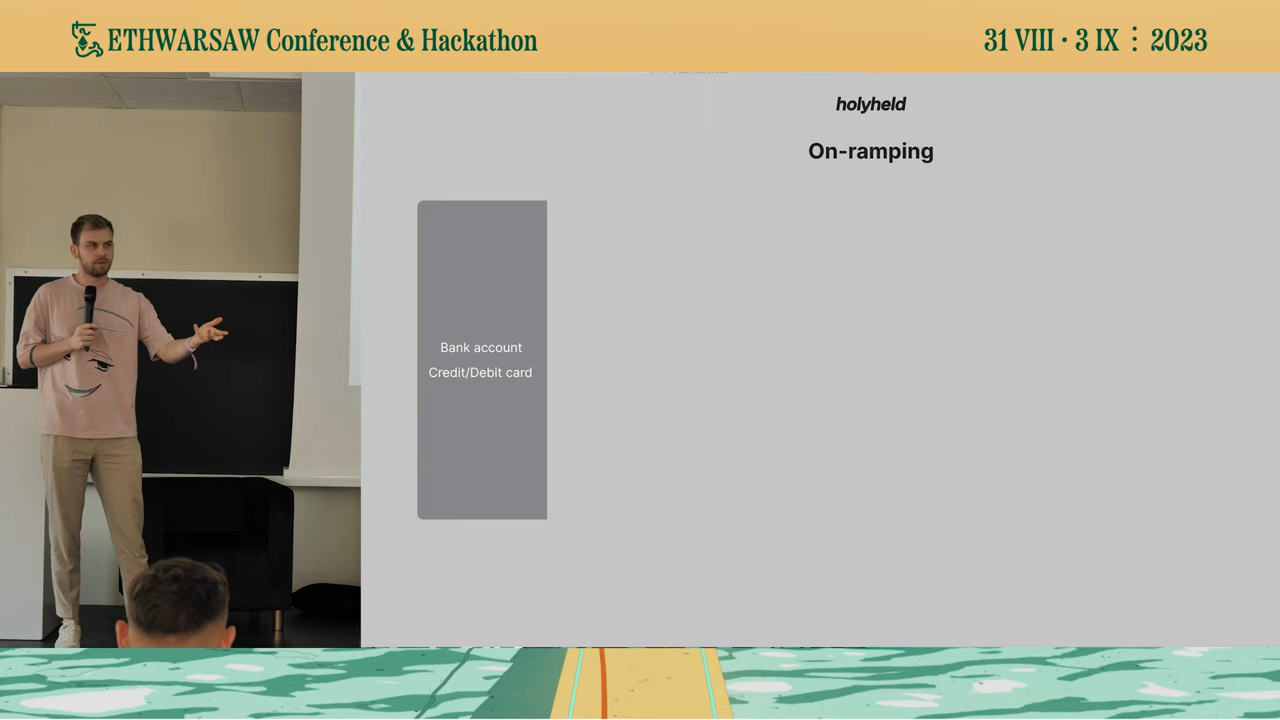 ETHWARSAW Conference & Hackathon
31 VIII · 3 IX ⋮ 2023
holyheld
On-ramping
Bank account
Credit/Debit card